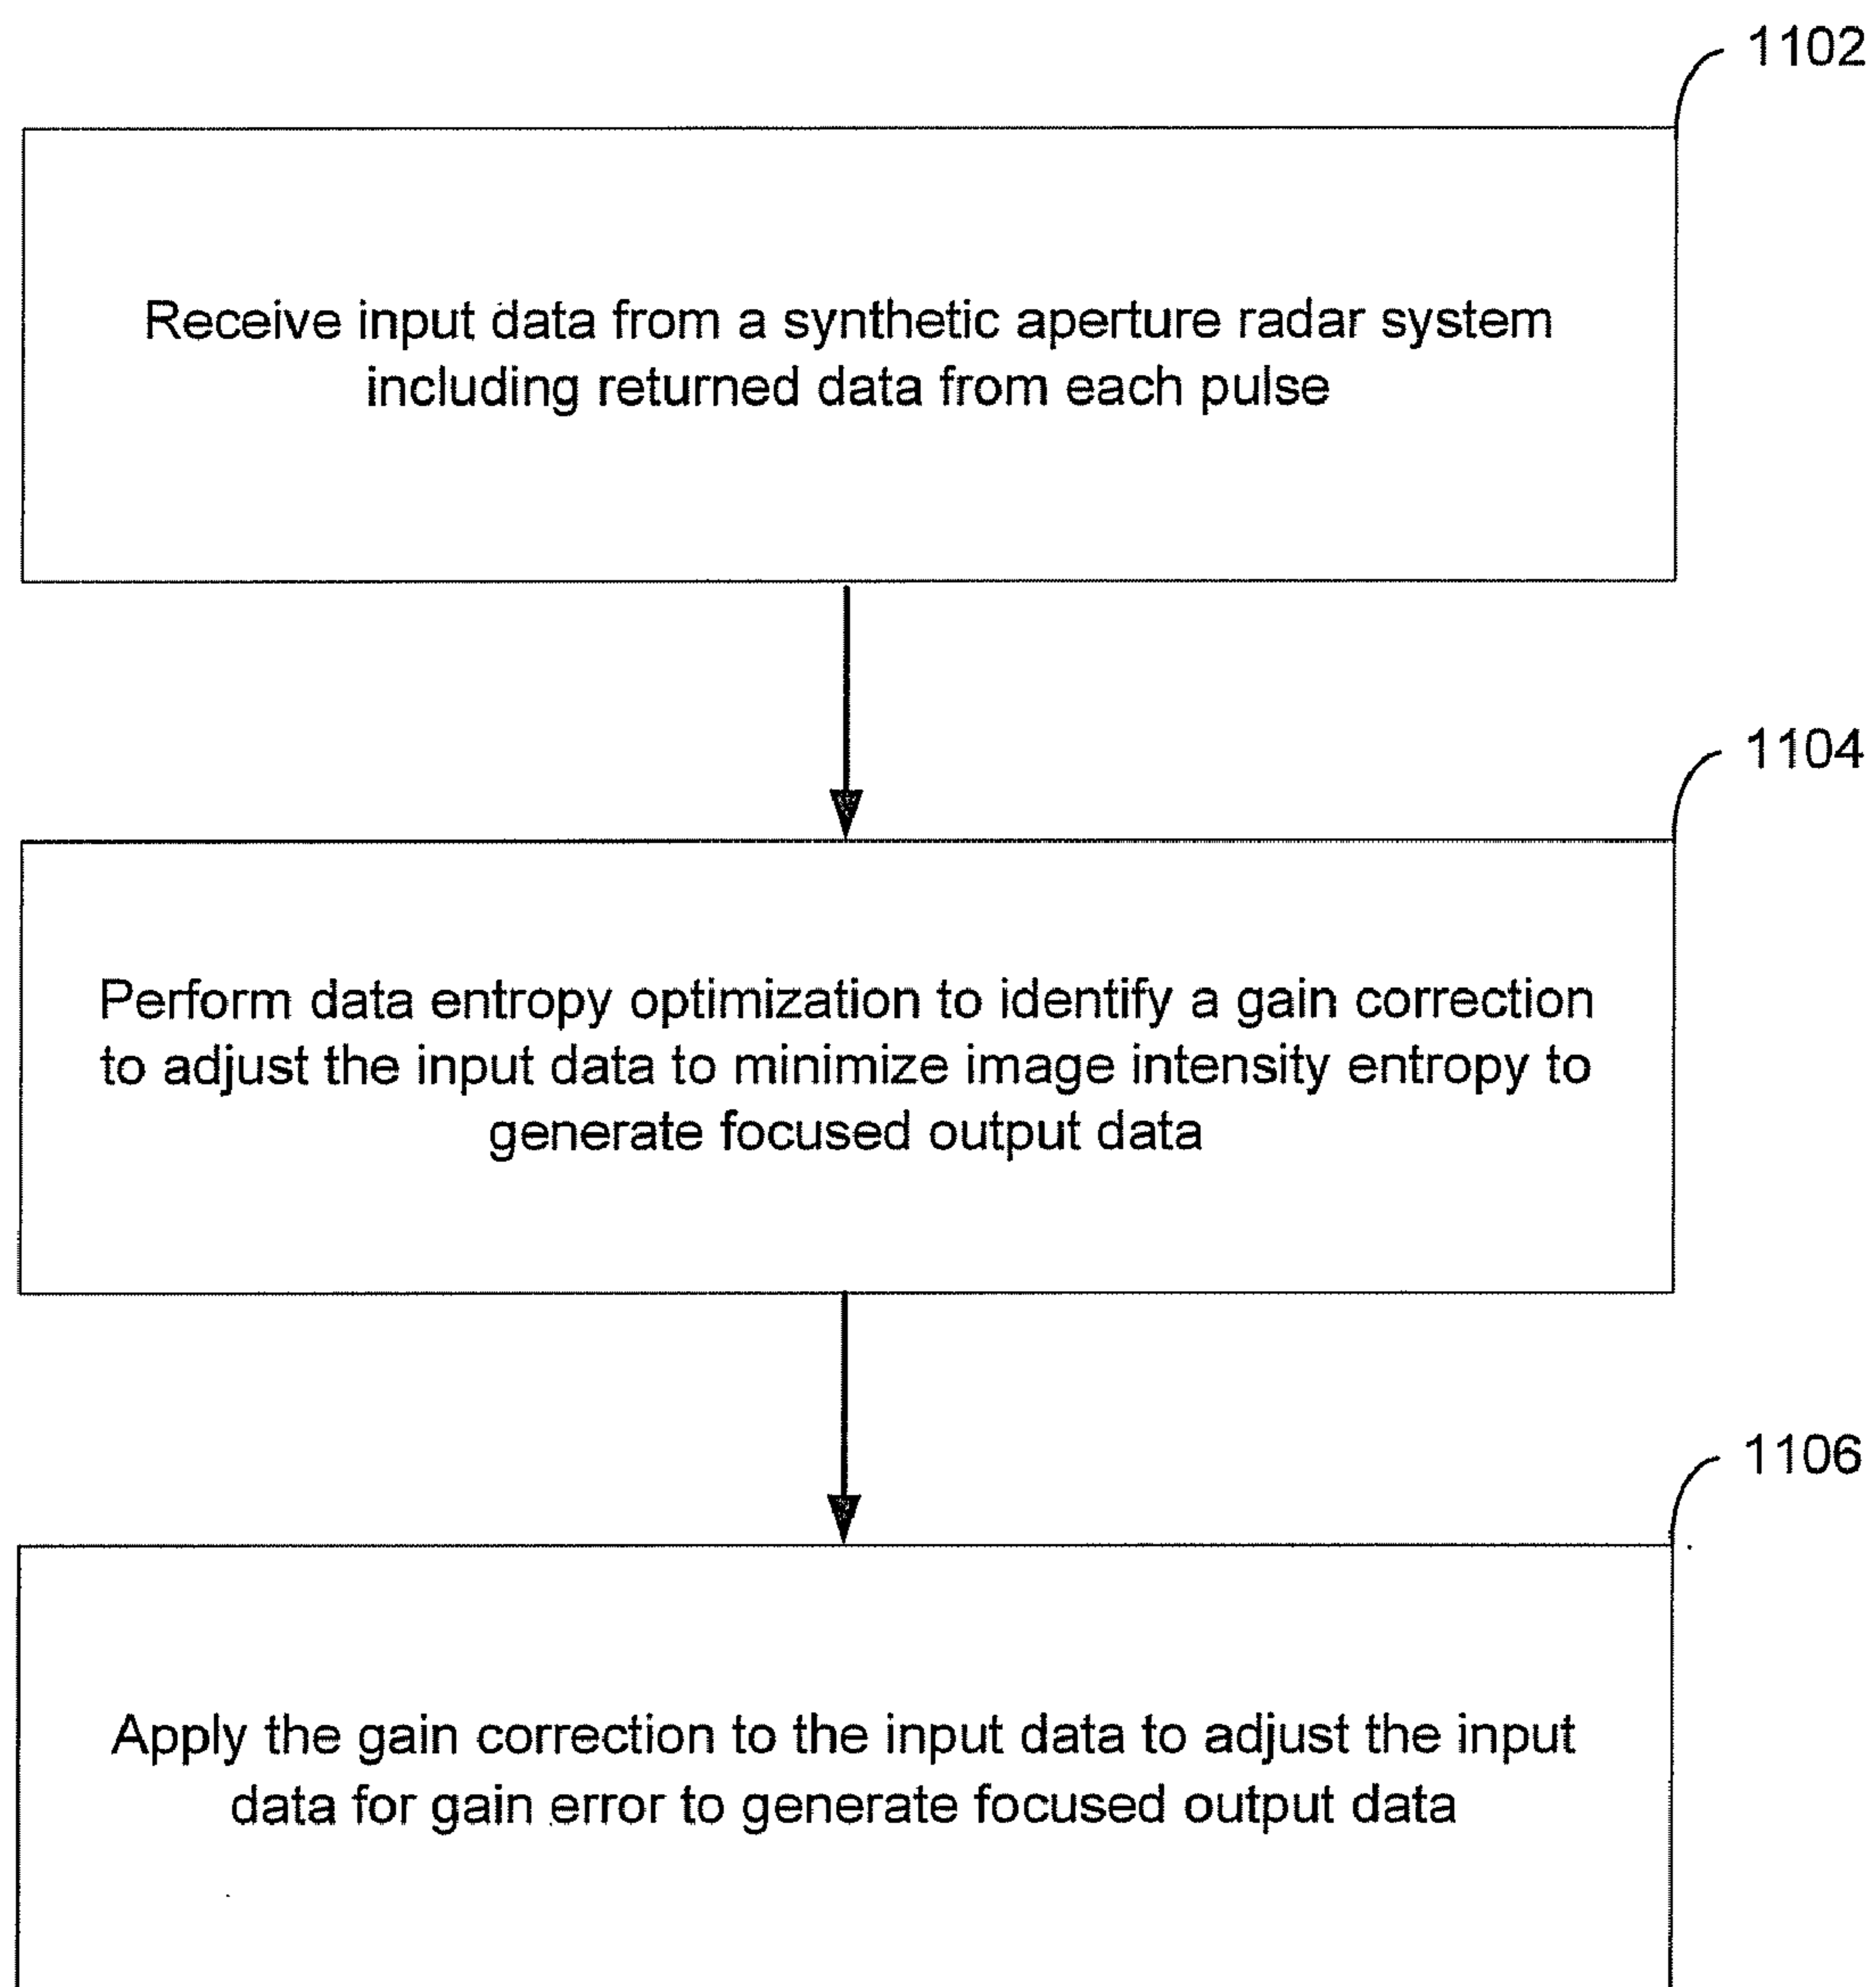 1102
Receive input data from a synthetic aperture radar system
including returned data from each pulse
1104
Perform data entropy optimization to identify a gain correction
to adjust the input data to minimize image intensity entropy to
generate focused output data
1106
Apply the gain correction to the input data to adjust the input
data for gain error to generate focused output data